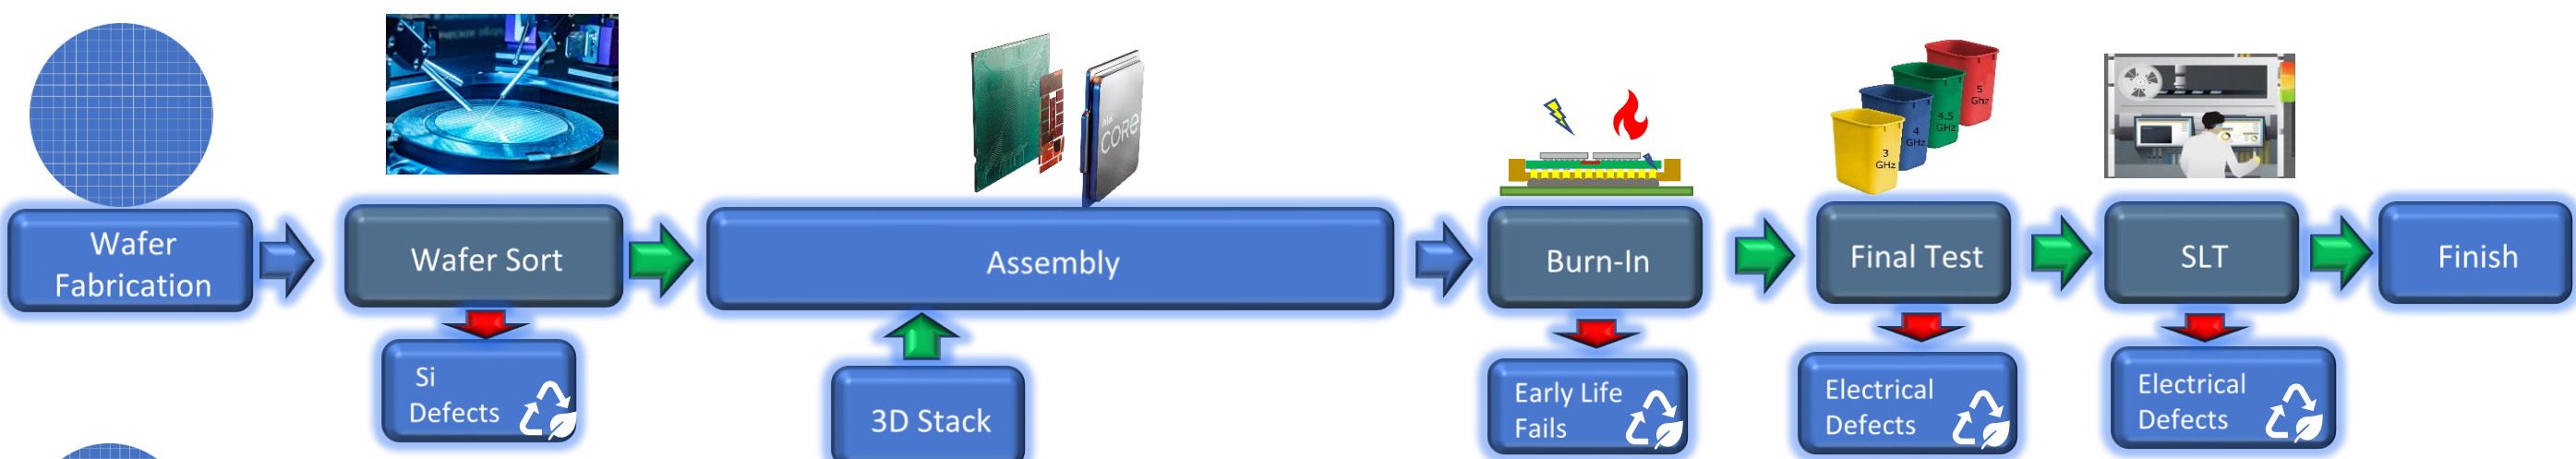 intel
CORE
3
GHz
4
GHz
4.5
GHz
5
Ghz
Wafer
Fabrication
Wafer Sort
Assembly
Burn-In
Final Test
SLT
Finish
Si
Defects
3D Stack
Early Life
Fails
Electrical
Defects
Electrical
Defects